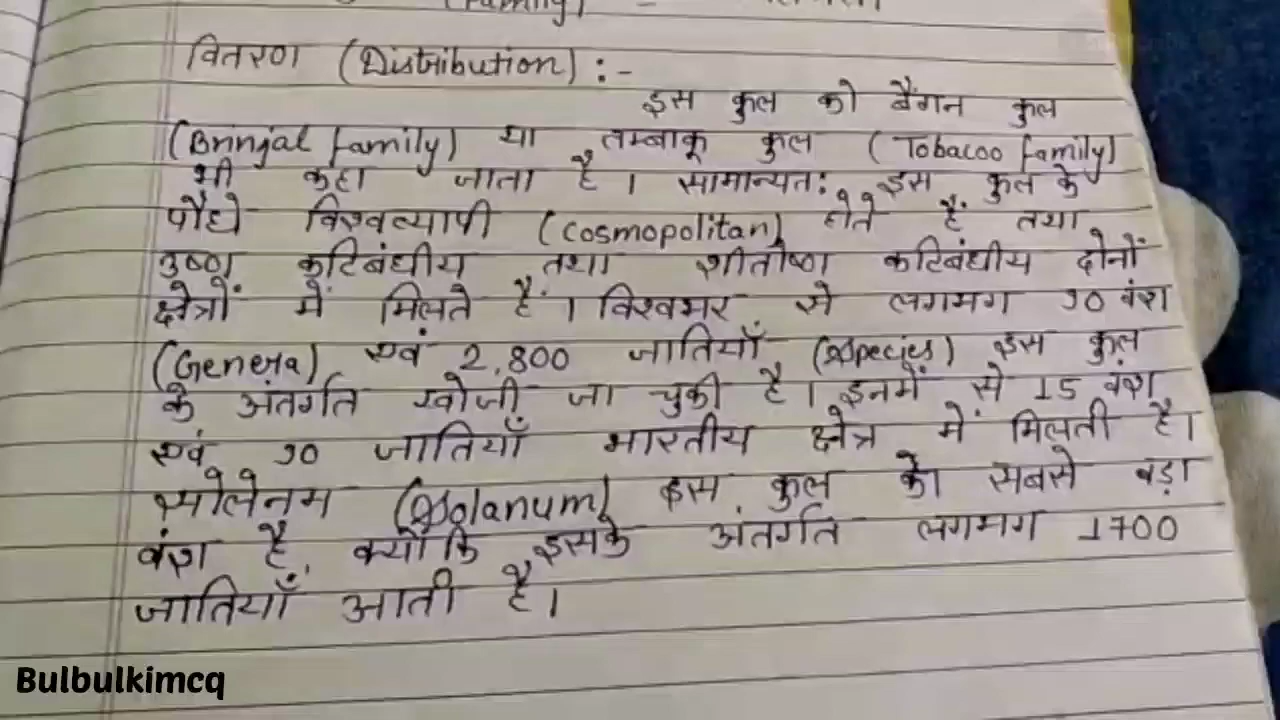 (Family)
वितरण (Distribution) :-
इस कुल को बैंगन कुल
(Brinjal family) या तम्बाकू कुल (Tobacoo family)
भी कहा जाता है । सामान्यतः इस कुल के
पौधे विश्वव्यापी (Cosmopolitan) होते हैं तथा
उष्ण कटिबंधीय तथा शीतोष्ण कटिबंधीय दोनों
क्षेत्रों में मिलते हैं । विश्वभर से लगभग 90 वंश
(Genera) एवं 2,800 जातियाँ (Species) इस कुल
के अंतर्गत खोजी जा चुकी है । इनमें से 15 वंश
एवं 90 जातियाँ भारतीय क्षेत्र में मिलती है।
सोलेनम (Solanum) इस कुल का सबसे बड़ा
वंश है, क्योंकि इसके अंतर्गत लगभग 1700
जातियाँ आती है।
Bulbulkimcq